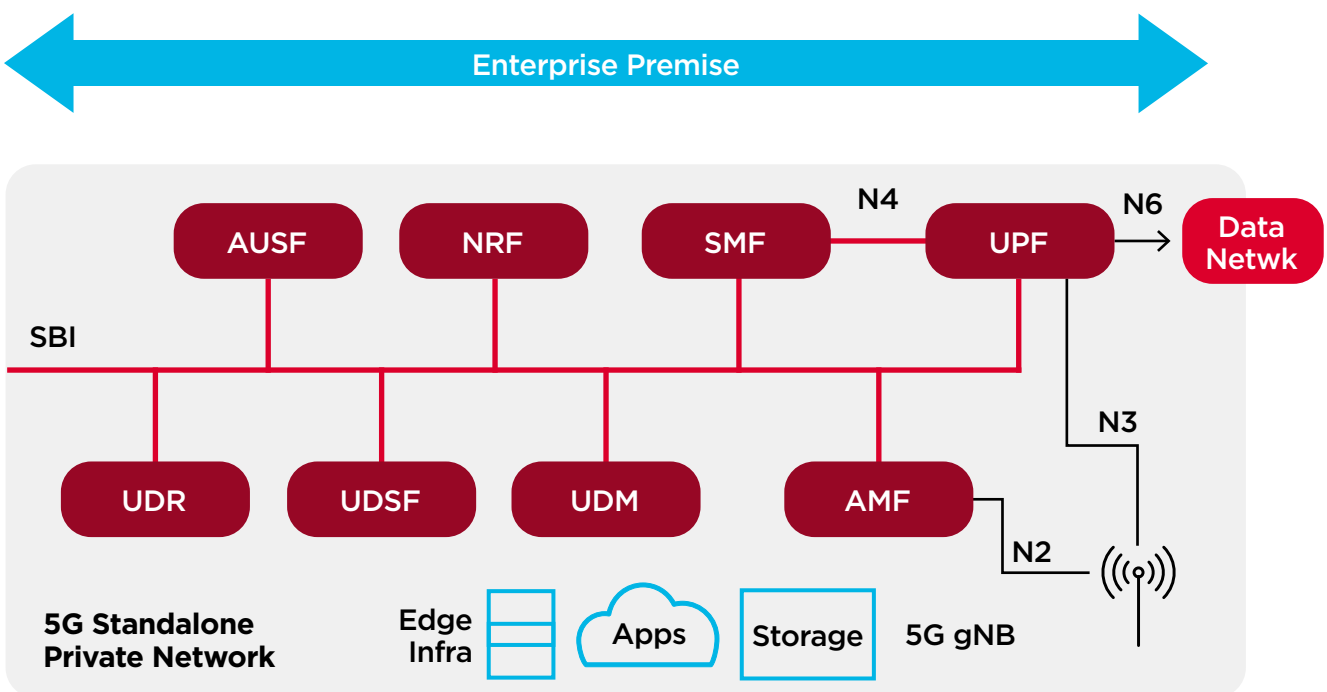 Enterprise Premise
N4
N6
AUSF
NRF
SMF
UPF
Data
Netwk
SBI
N3
UDR
UDSF
UDM
AMF
N2
5G Standalone
Private Network
Edge
Infra
Apps
Storage
5G gNB